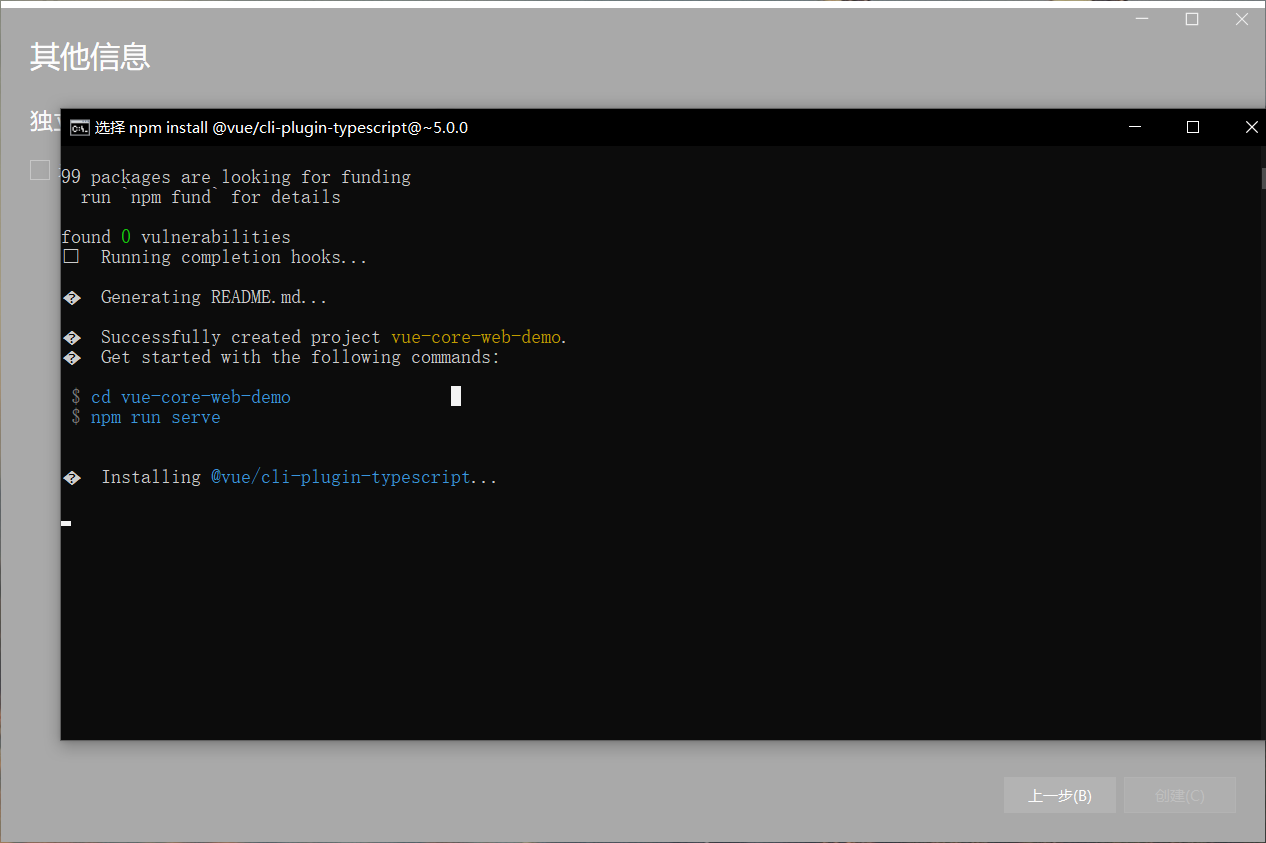 其他信息
独立
选择 npm install @vue/cli-plugin-typescript@~5.0.0
99 packages are looking for funding
run `npm fund` for details
found 0 vulnerabilities
Running completion hooks...
� Generating README.md...
� Successfully created project vue-core-web-demo.
� Get started with the following commands:
$ cd vue-core-web-demo
$ npm run serve
� Installing @vue/cli-plugin-typescript...
上一步(B)
创建(C)